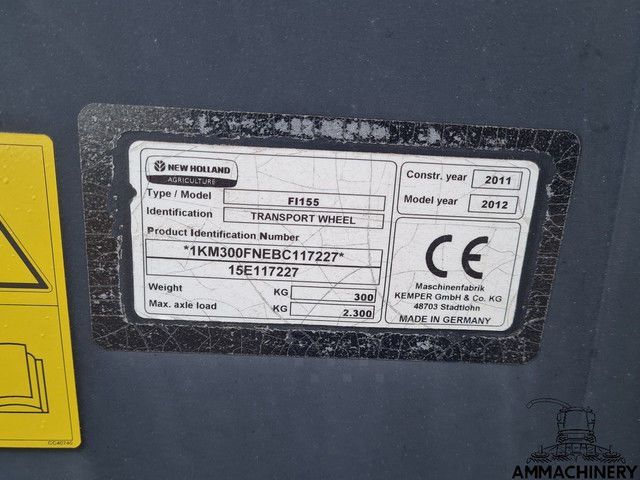 NEW HOLLAND
AGRICULTURE
Type / Model FI155
Identification TRANSPORT WHEEL
Product Identification Number
*1KM300FNEBC117227*
15E117227
Weight KG 300
Max. axle load KG 2.300
Constr. year 2011
Model year 2012
CE
Maschinenfabrik
KEMPER GmbH & Co. KG
48703 Stadtlohn
MADE IN GERMANY
AMMACHINERY